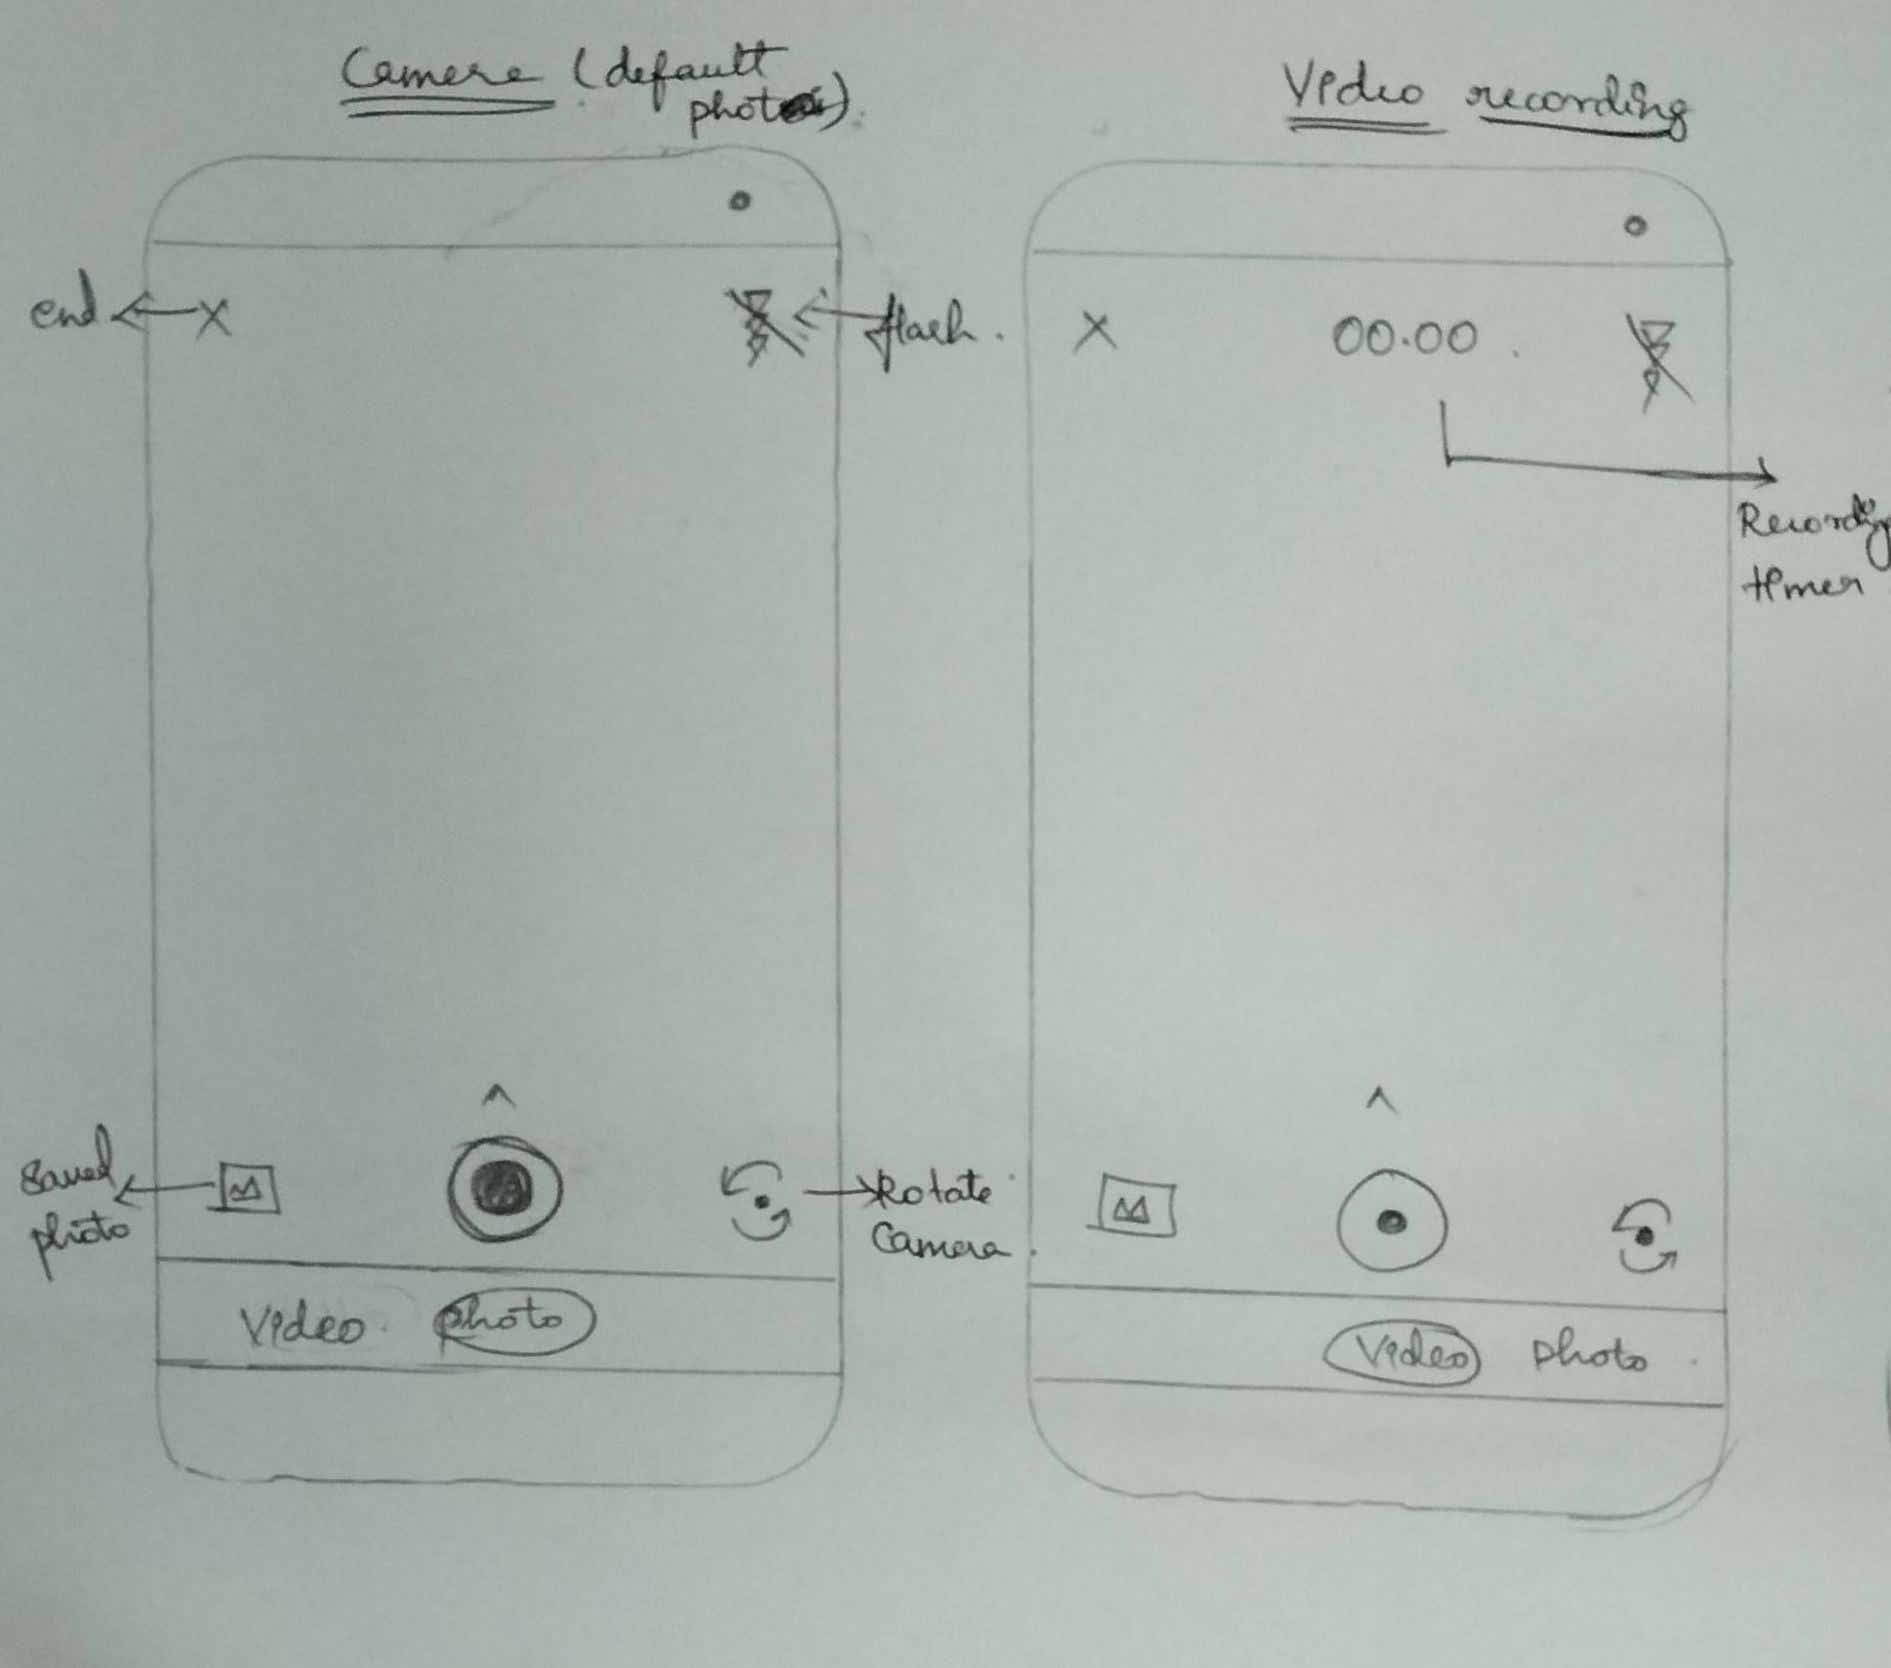 Camera (default
photo)
Video recording
end
X
flash.
X
00.00
Recording
timer
Saved
photo
Rotate
Camera.
Video
photo
Video
photo